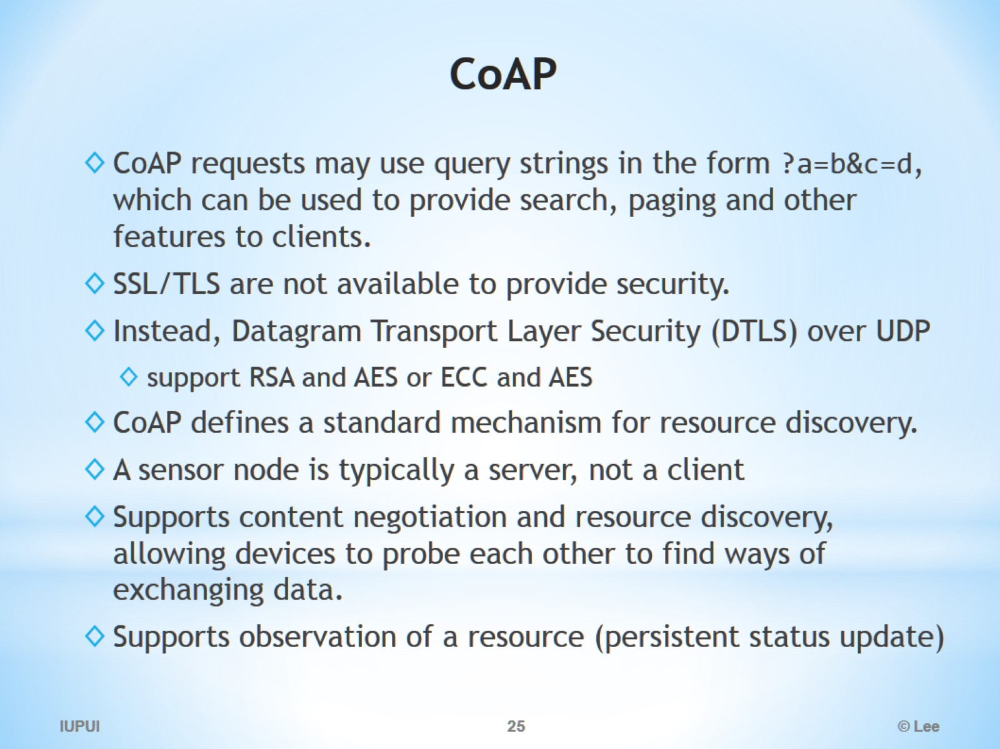 CoAP
CoAP requests may use query strings in the form ?a=b&c=d,
which can be used to provide search, paging and other
features to clients.
SSL/TLS are not available to provide security.
Instead, Datagram Transport Layer Security (DTLS) over UDP
support RSA and AES or ECC and AES
CoAP defines a standard mechanism for resource discovery.
A sensor node is typically a server, not a client
Supports content negotiation and resource discovery,
allowing devices to probe each other to find ways of
exchanging data.
Supports observation of a resource (persistent status update)
IUPUI 25 © Lee